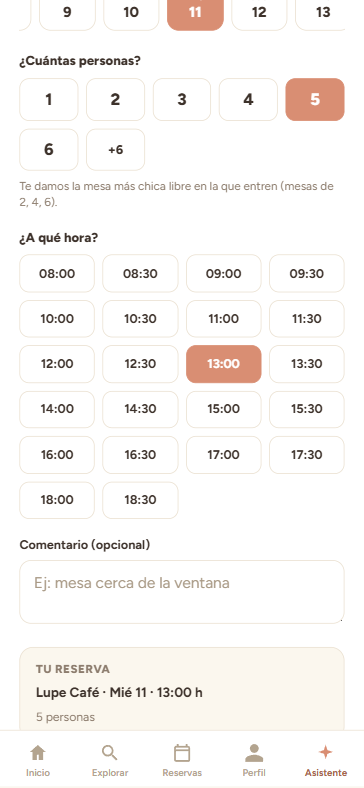 9 10 11 12 13
¿Cuántas personas?
1 2 3 4 5
6 +6
Te damos la mesa más chica libre en la que entren (mesas de
2, 4, 6).
¿A qué hora?
08:00 08:30 09:00 09:30
10:00 10:30 11:00 11:30
12:00 12:30 13:00 13:30
14:00 14:30 15:00 15:30
16:00 16:30 17:00 17:30
18:00 18:30
Comentario (opcional)
Ej: mesa cerca de la ventana
TU RESERVA
Lupe Café · Mié 11 · 13:00 h
5 personas
Inicio Explorar Reservas Perfil Asistente